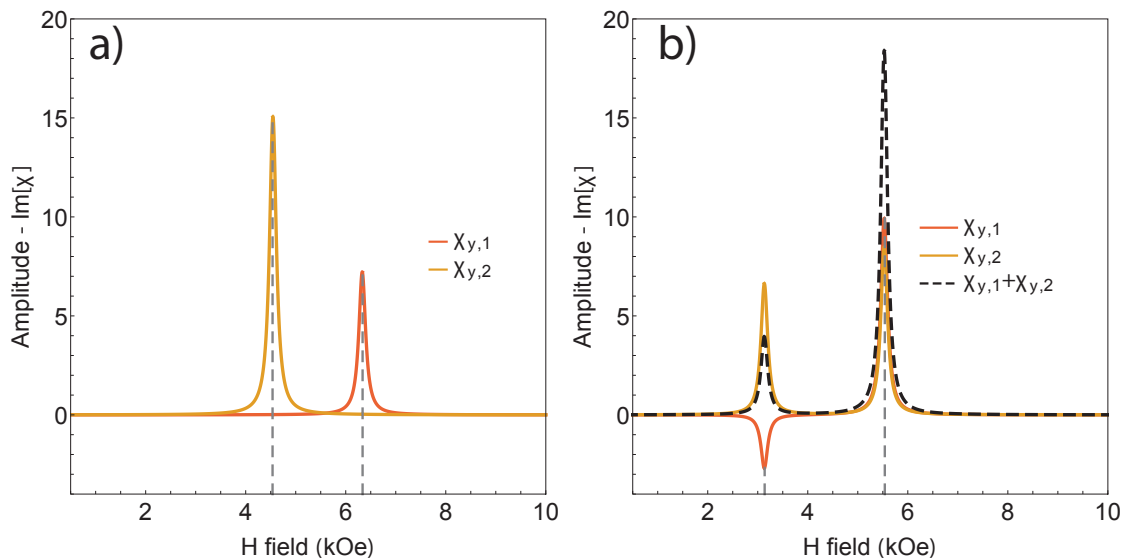 a)
20
15
10
5
0
2 4 6 8 10
Amplitude - Im[χ]
H field (kOe)
χy,1
χy,2
b)
20
15
10
5
0
2 4 6 8 10
Amplitude - Im[χ]
H field (kOe)
χy,1
χy,2
χy,1+χy,2